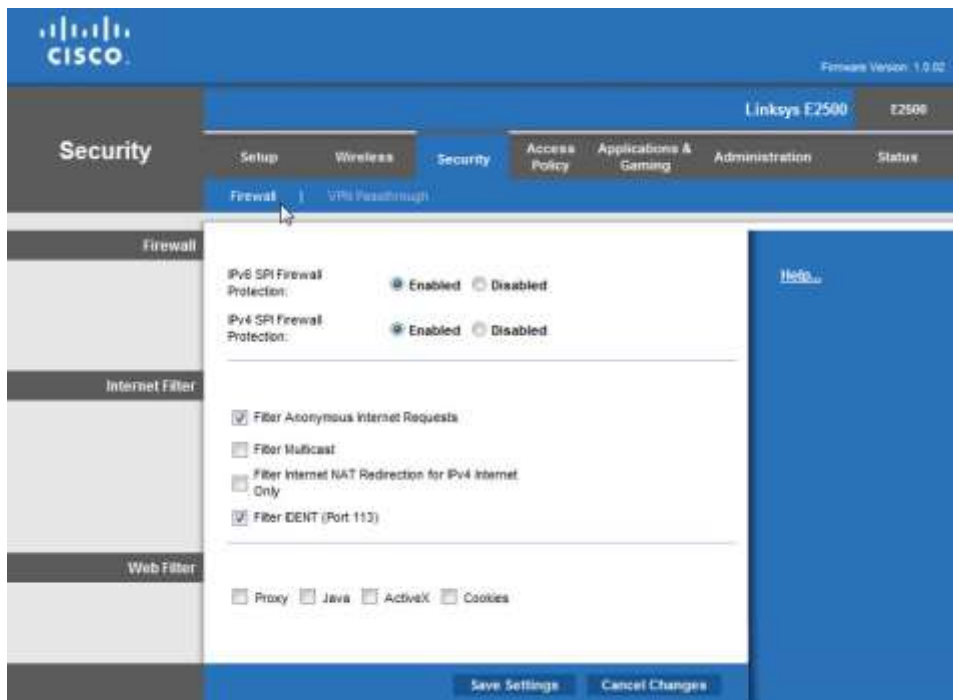 CISCO
Firmware Version: 1.0.02
Linksys E2500
E2500
Security
Setup
Wireless
Security
Access Policy
Applications & Gaming
Administration
Status
Firewall | VPN Passthrough
Firewall
IPv6 SPI Firewall
Protection:
Enabled Disabled
IPv4 SPI Firewall
Protection:
Enabled Disabled
Help...
Internet Filter
Filter Anonymous Internet Requests
Filter Multicast
Filter Internet NAT Redirection for IPv4 Internet
Only
Filter IDENT (Port 113)
Web Filter
Proxy Java ActiveX Cookies
Save Settings Cancel Changes